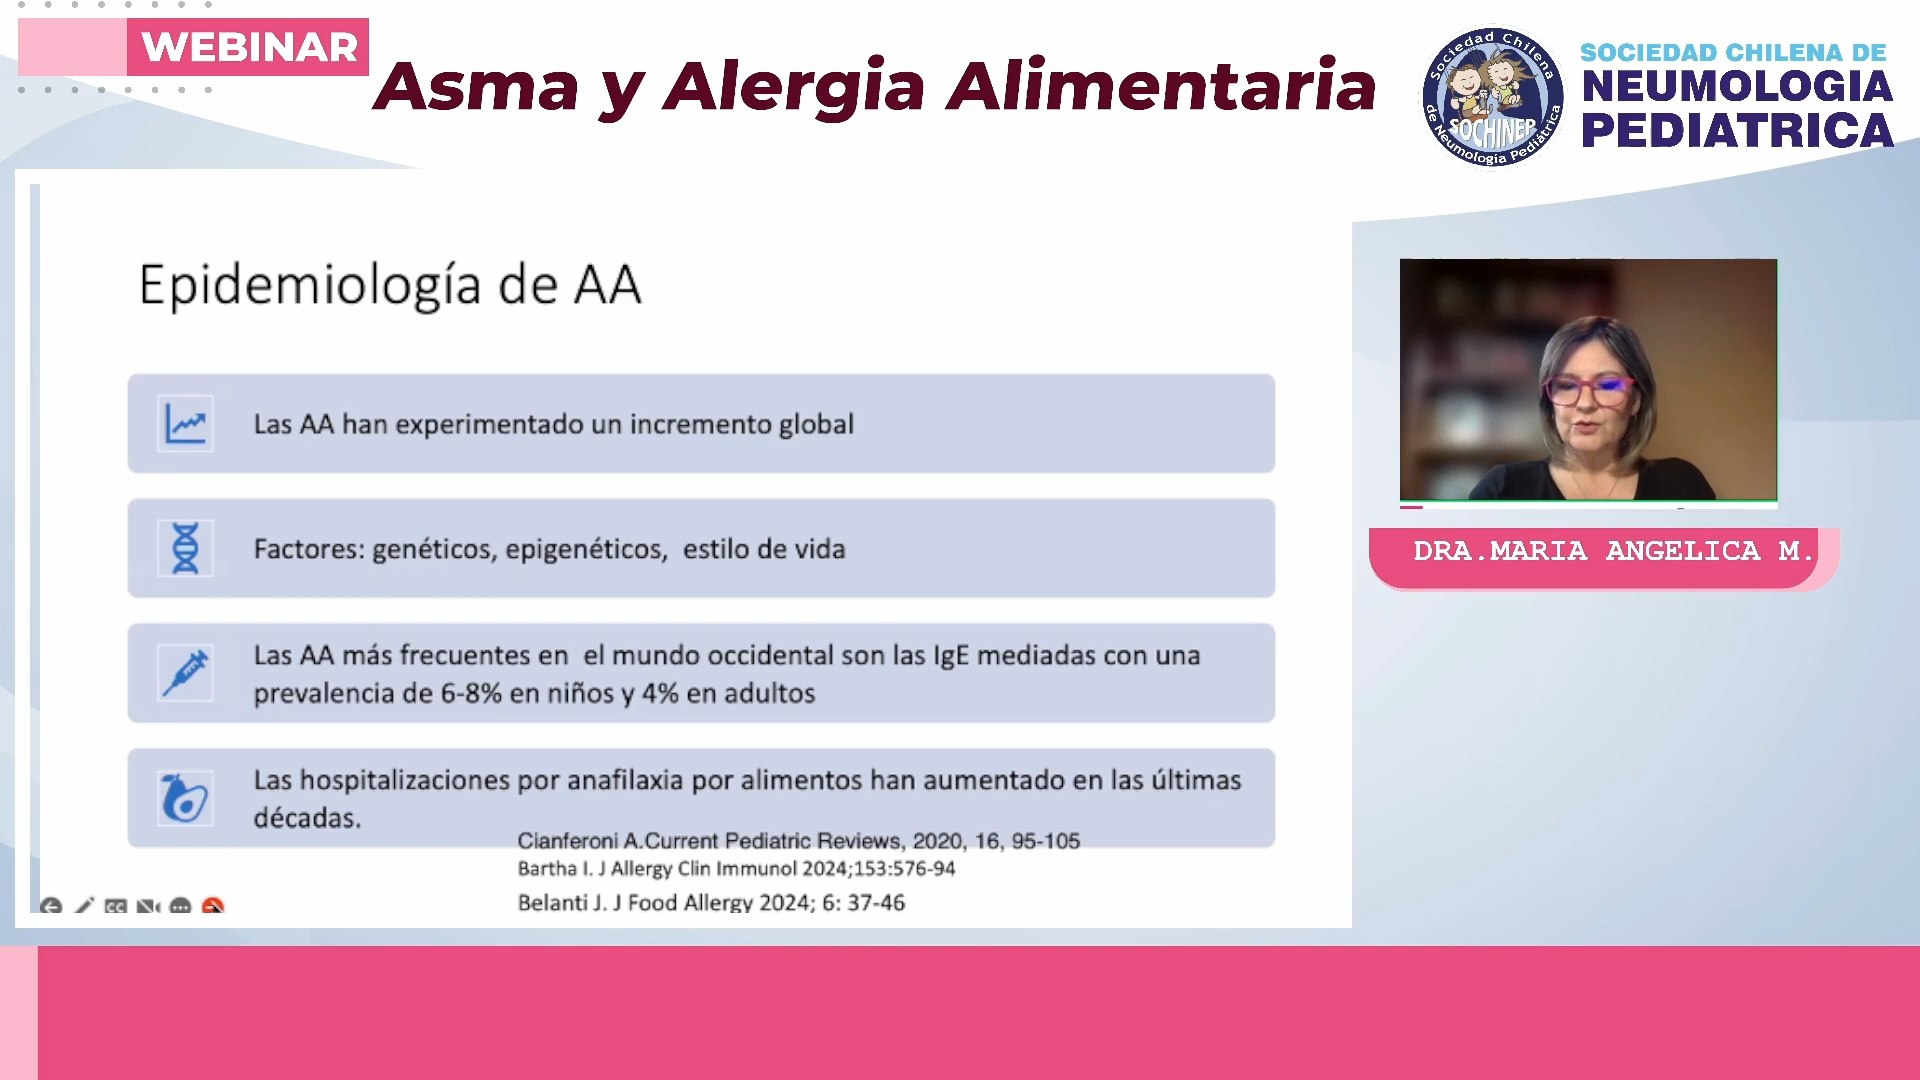 WEBINAR
Asma y Alergia Alimentaria
Sociedad Chilena
de Neumología Pediátrica
SOCHINEP
SOCIEDAD CHILENA DE
NEUMOLOGIA
PEDIATRICA
Epidemiología de AA
Las AA han experimentado un incremento global
Factores: genéticos, epigenéticos, estilo de vida
Las AA más frecuentes en el mundo occidental son las IgE mediadas con una
prevalencia de 6-8% en niños y 4% en adultos
Las hospitalizaciones por anafilaxia por alimentos han aumentado en las últimas
décadas.
Cianferoni A.Current Pediatric Reviews, 2020, 16, 95-105
Bartha I. J Allergy Clin Immunol 2024;153:576-94
Belanti J. J Food Allergy 2024; 6: 37-46
CC
DRA.MARIA ANGELICA M.